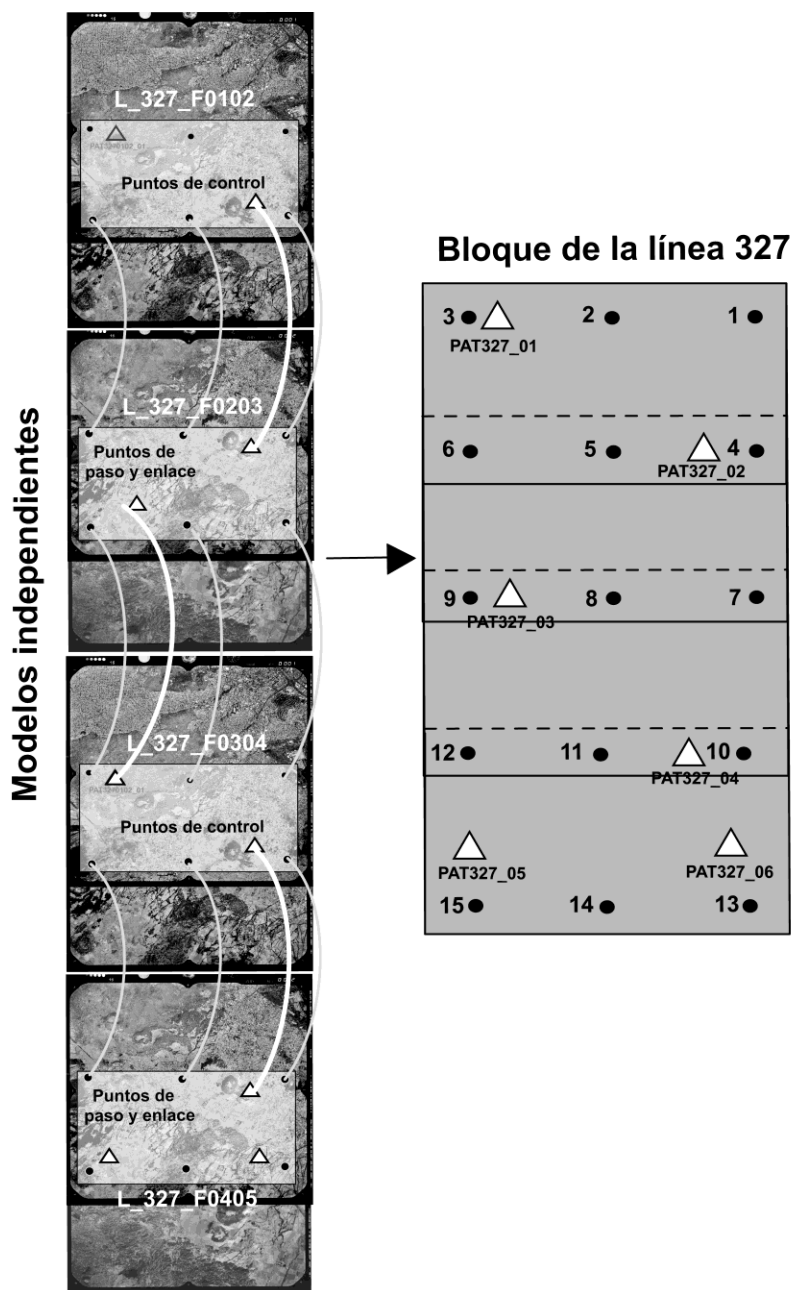 Modelos independientes
L_327_F0102
Puntos de control
L_327_F0203
Puntos de
paso y enlace
L_327_F0304
Puntos de control
Puntos de
paso y enlace
L_327_F0405
Bloque de la línea 327
3 2 1
PAT327_01
6 5 4
PAT327_02
9 8 7
PAT327_03
12 11 10
PAT327_04
PAT327_05 PAT327_06
15 14 13